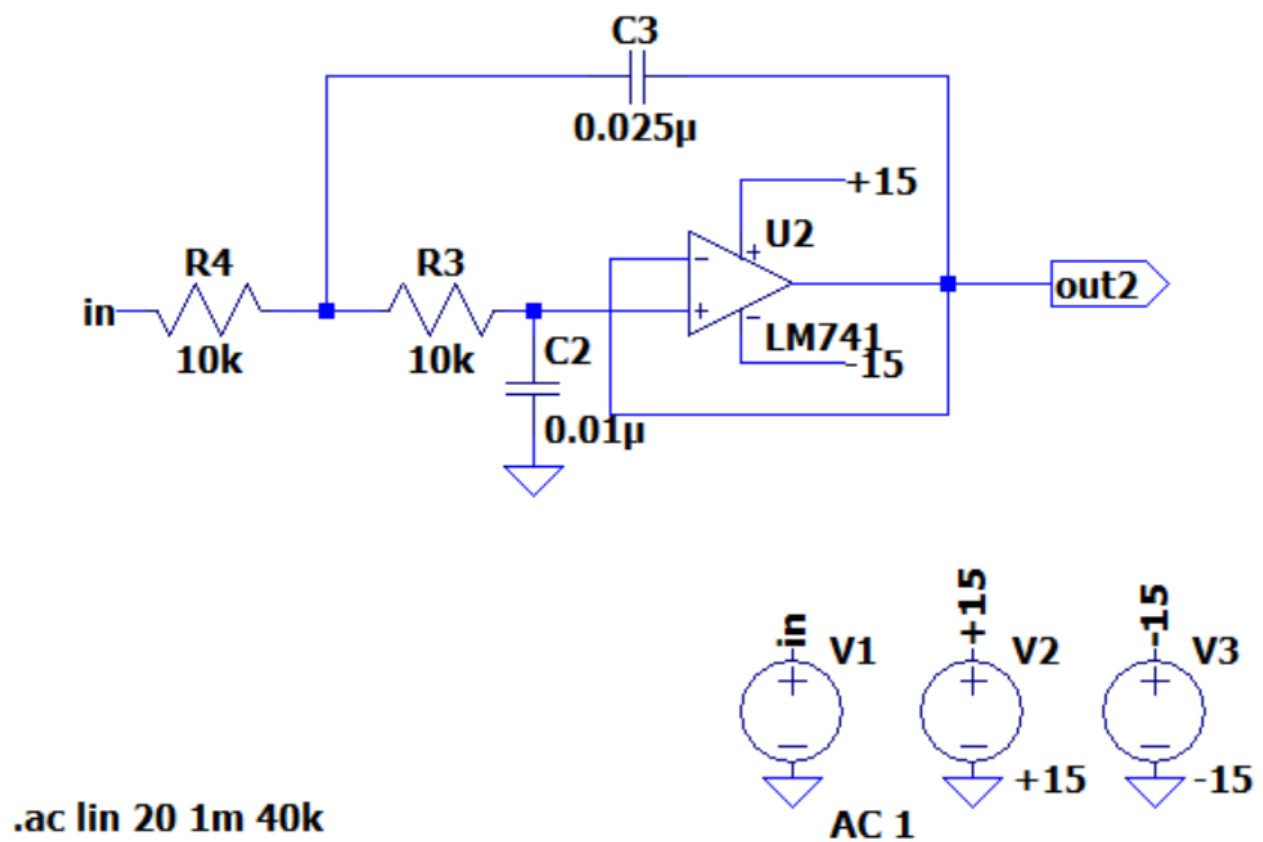 C3
0.025µ
+15
U2
R4
R3
in
out2
10k
10k
C2
LM741
-15
0.01µ
in
+15
-15
V1
V2
V3
+15
-15
AC 1
.ac lin 20 1m 40k